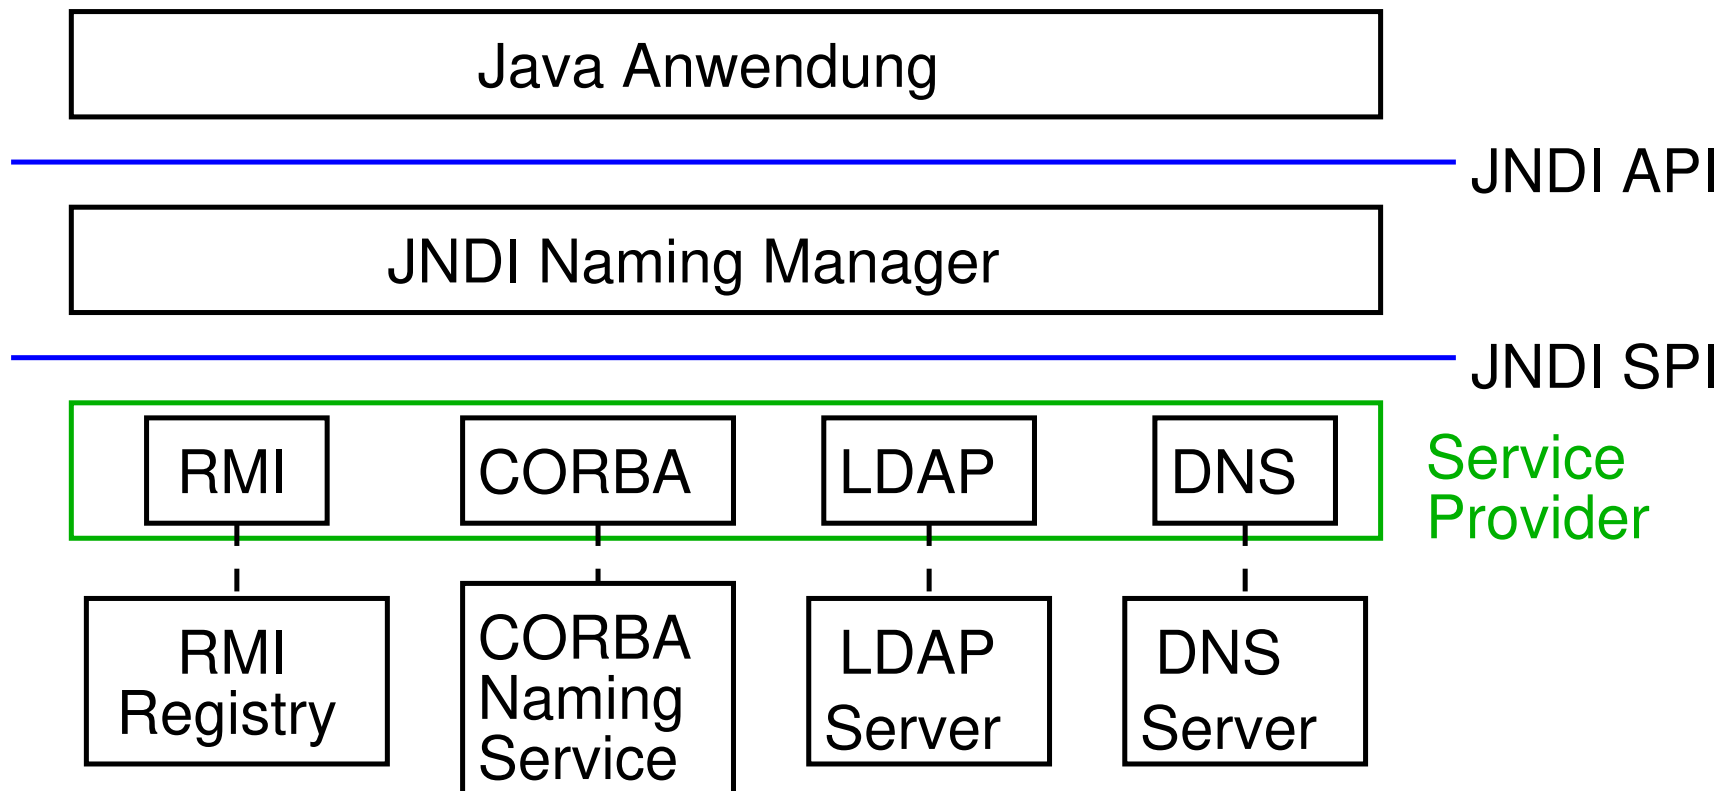 Java Anwendung
JNDI API
JNDI Naming Manager
JNDI SPI
RMI
CORBA
LDAP
DNS
Service
Provider
RMI
Registry
CORBA
Naming
Service
LDAP
Server
DNS
Server